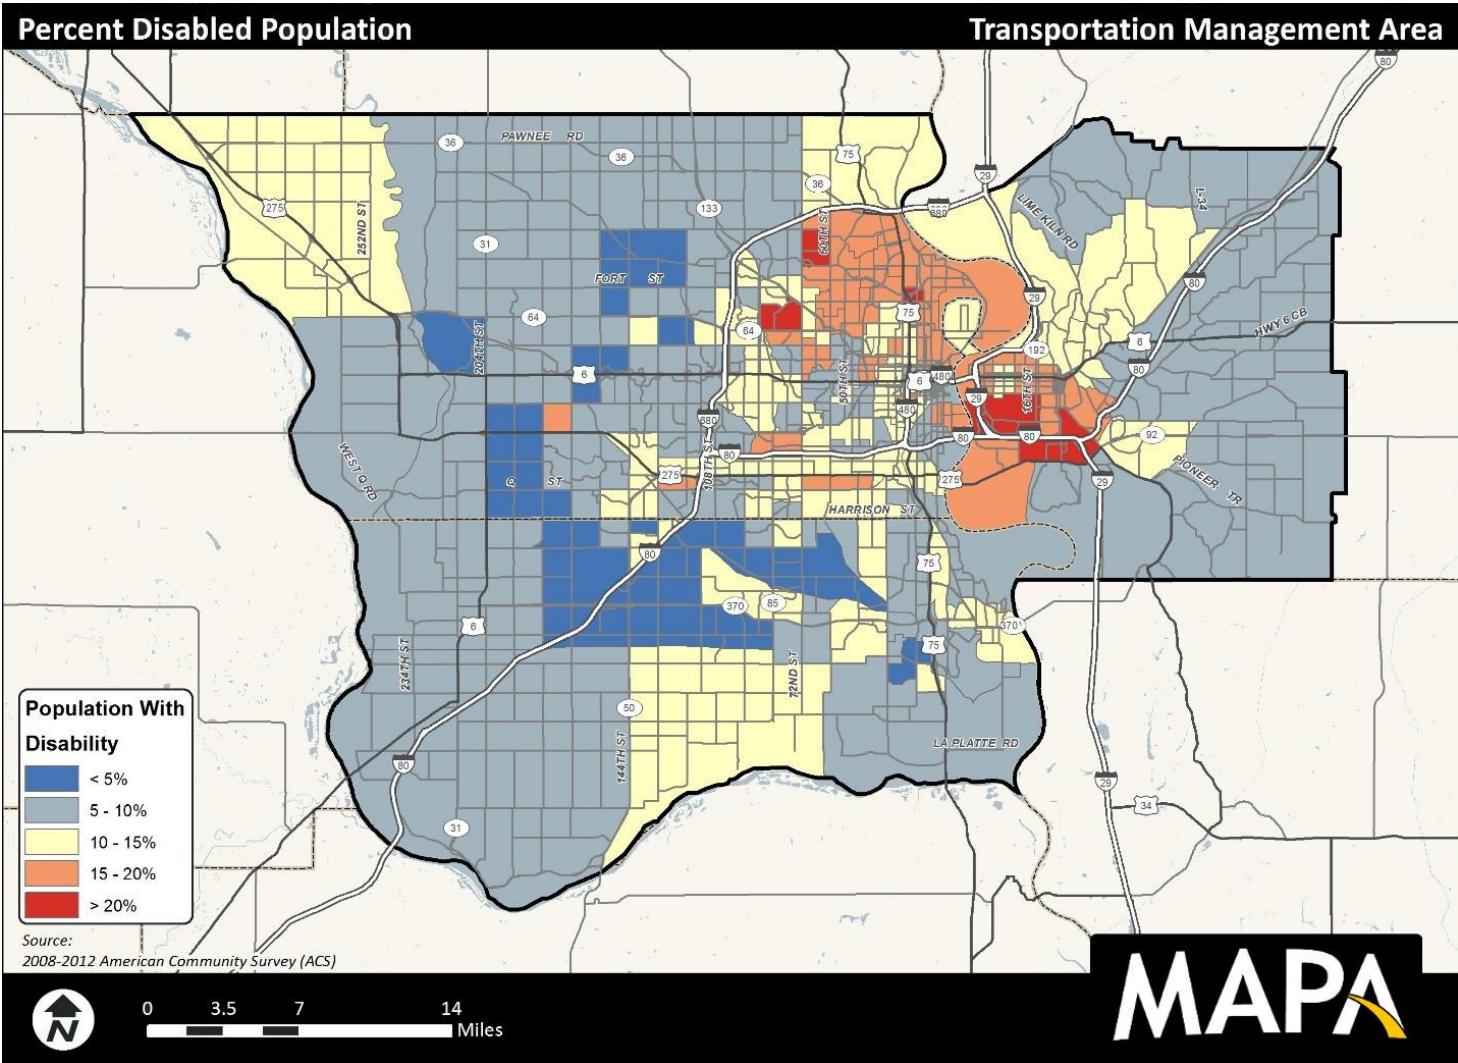 Percent Disabled Population
Transportation Management Area
80
36
PAWNEE RD
36
75
29
36
L-34
275
252ND ST
133
680
LIME KILN RD
31
60TH ST
FORT ST
80
29
64
64
75
HWY 6 CB
204TH ST
192
6
6
50TH ST
6
480
80
16TH ST
29
680
480
80
80
92
108TH ST
80
WEST Q RD
275
275
PIONEER TR
Q ST
29
HARRISON ST
80
75
370
85
6
370
234TH ST
75
72ND ST
50
144TH ST
LA PLATTE RD
80
29
34
31
Population With
Disability
< 5%
5 - 10%
10 - 15%
15 - 20%
> 20%
Source:
2008-2012 American Community Survey (ACS)
N
0 3.5 7 14
Miles
MAPA